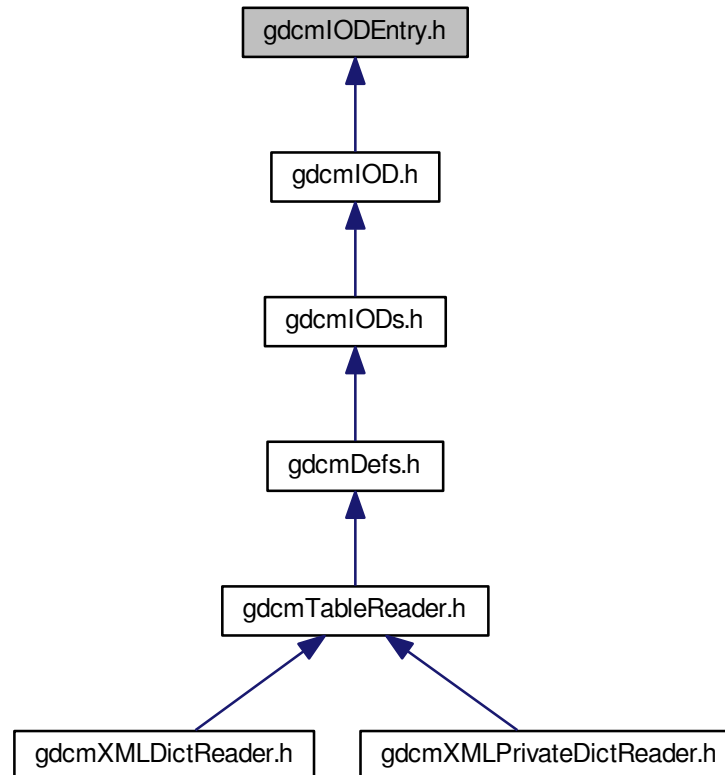 gdcmIODEntry.h
gdcmIOD.h
gdcmIODs.h
gdcmDefs.h
gdcmTableReader.h
gdcmXMLDictReader.h
gdcmXMLPrivateDictReader.h